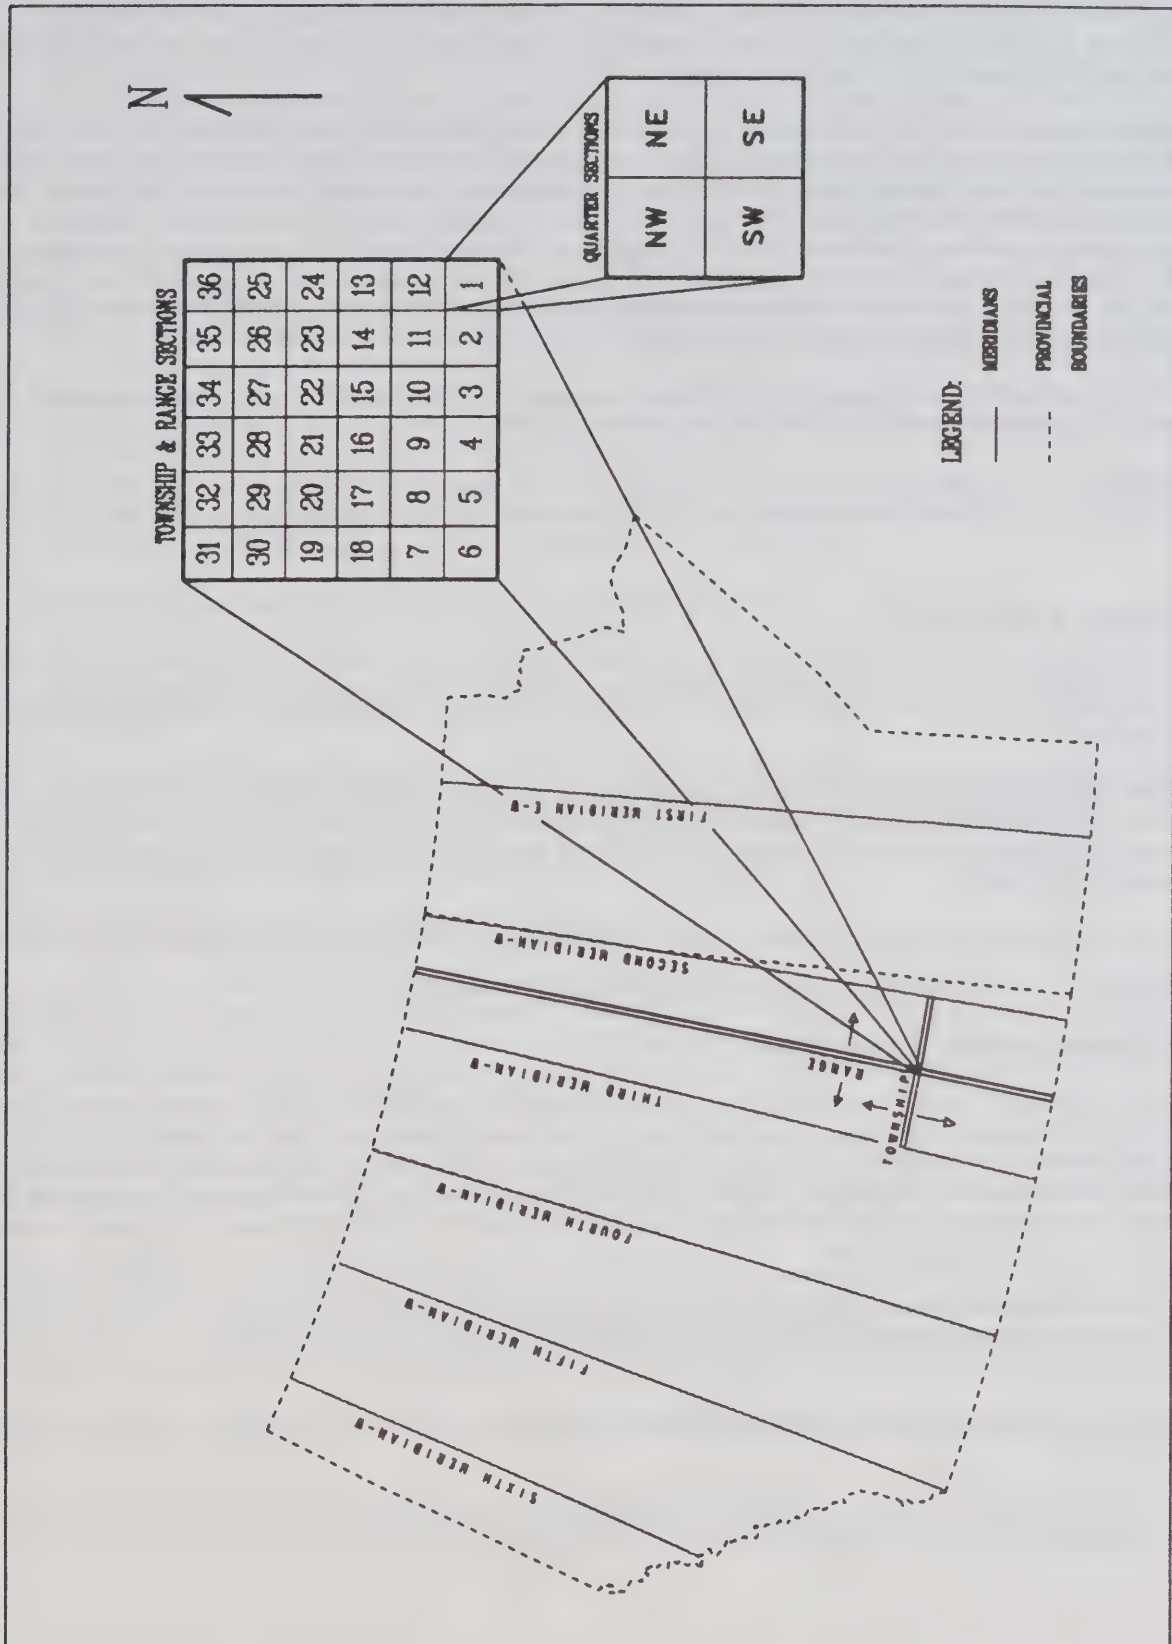 N
TOWNSHIP & RANGE SECTIONS
31 32 33 34 35 36
30 29 28 27 26 25
19 20 21 22 23 24
18 17 16 15 14 13
7 8 9 10 11 12
6 5 4 3 2 1
QUARTER SECTIONS
NW NE
SW SE
SIXTH MERIDIAN-W
FIFTH MERIDIAN-W
FOURTH MERIDIAN-W
THIRD MERIDIAN-W
SECOND MERIDIAN-W
FIRST MERIDIAN E-W
RANGE
TOWNSHIP
LEGEND:
MERIDIANS
PROVINCIAL
BOUNDARIES